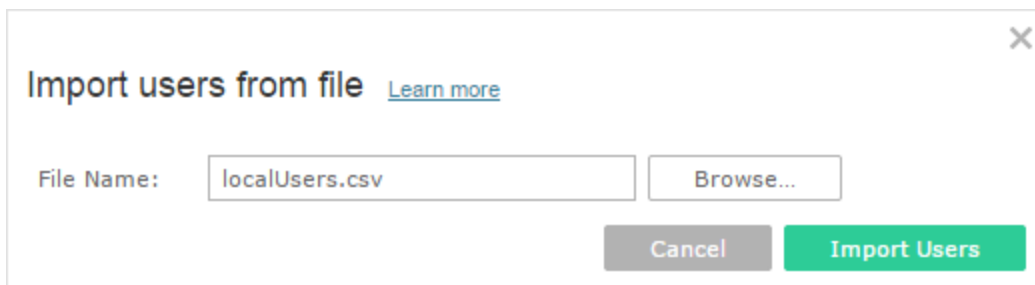 Import users from file Learn more
File Name: localUsers.csv Browse...
Cancel Import Users